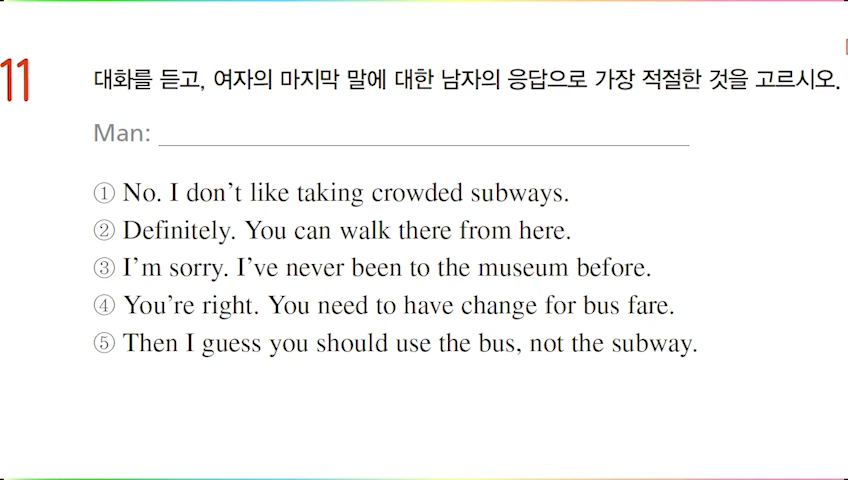 11
대화를 듣고, 여자의 마지막 말에 대한 남자의 응답으로 가장 적절한 것을 고르시오.
Man:
① No. I don’t like taking crowded subways.
② Definitely. You can walk there from here.
③ I’m sorry. I’ve never been to the museum before.
④ You’re right. You need to have change for bus fare.
⑤ Then I guess you should use the bus, not the subway.